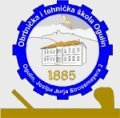 Obrtnička i tehnička škola Ogulin
1885
Ogulin, Josipa Jurja Strossmayera 2